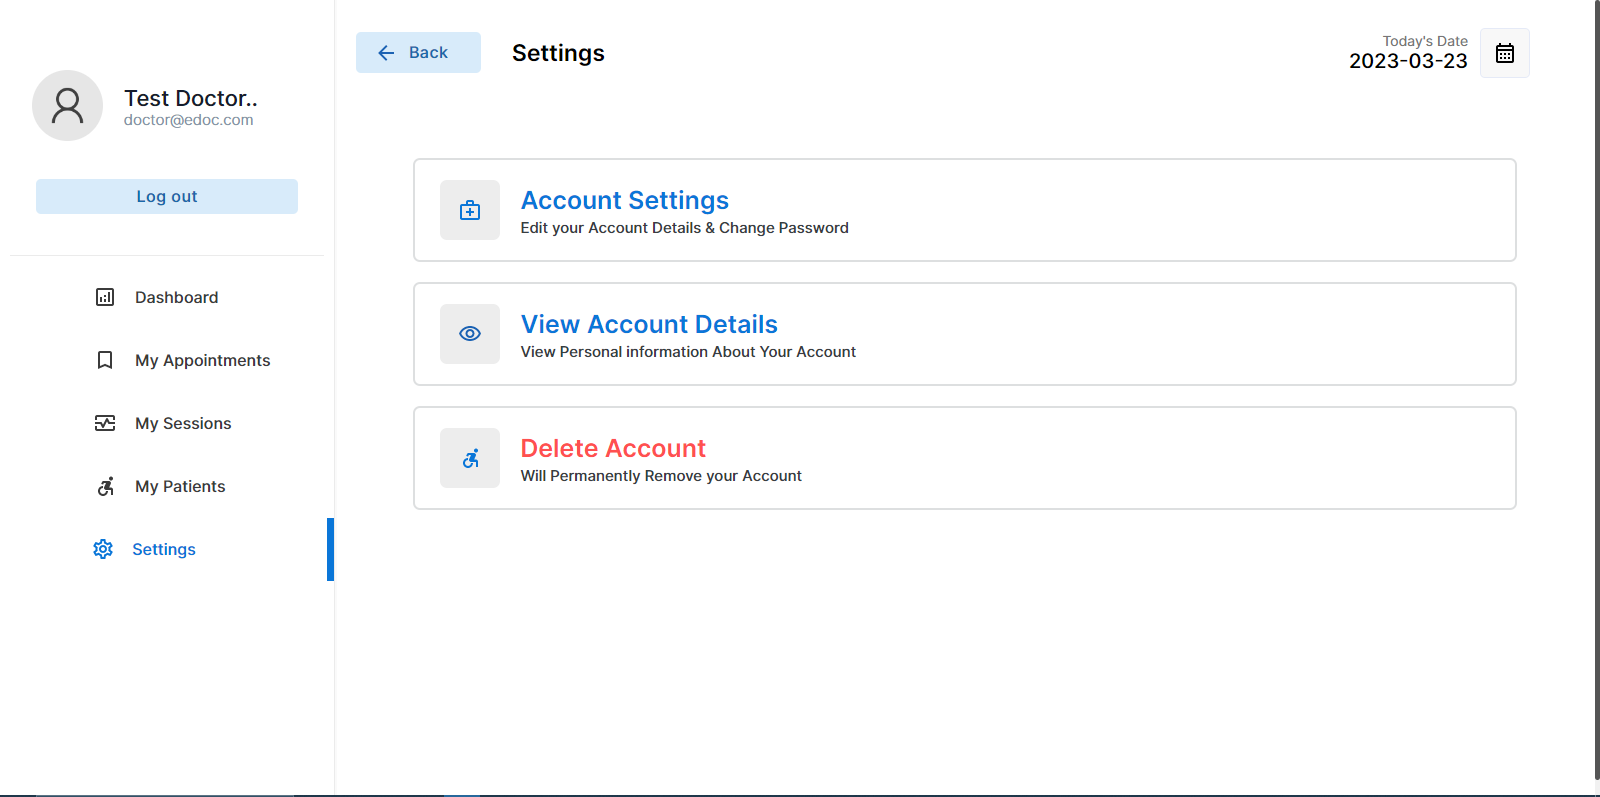 Test Doctor..
doctor@edoc.com
Log out
Dashboard
My Appointments
My Sessions
My Patients
Settings
Back
Settings
Today's Date
2023-03-23
Account Settings
Edit your Account Details & Change Password
View Account Details
View Personal information About Your Account
Delete Account
Will Permanently Remove your Account